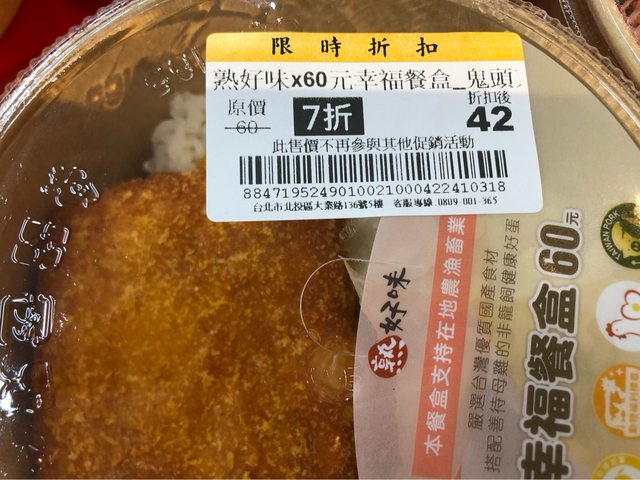 限時折扣
熟好味x60元幸福餐盒_鬼頭
原價
60
7折
折扣後
42
此售價不再參與其他促銷活動
8847195249010021000422410318
台北市北投區大業路136號5樓 客服專線 0809-001-365
熟好味
本餐盒支持在地農漁畜業
嚴選台灣優質國產食材
搭配善待母雞的非籠飼健康好蛋
幸福餐盒60元
TAIWAN PORK